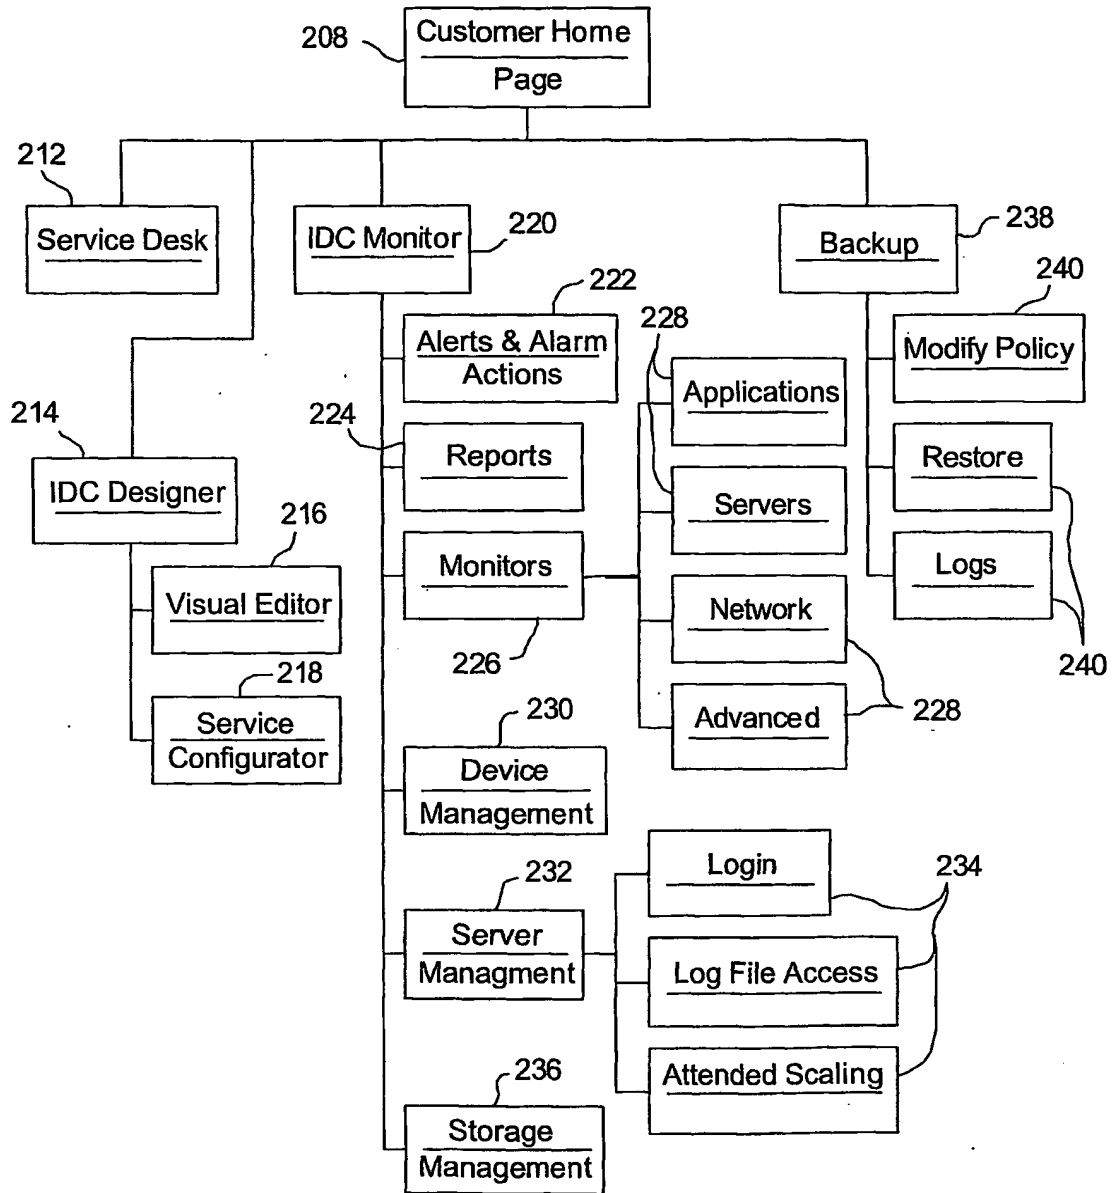 208
Customer Home
Page
212
Service Desk
IDC Monitor
220
Backup
238
222
Alerts & Alarm
Actions
228
Applications
240
Modify Policy
214
IDC Designer
224
Reports
Servers
Restore
216
Visual Editor
Monitors
226
Network
Logs
240
218
Service
Configurator
Advanced
228
230
Device
Management
232
Server
Managment
Login
234
Log File Access
Attended Scaling
236
Storage
Management